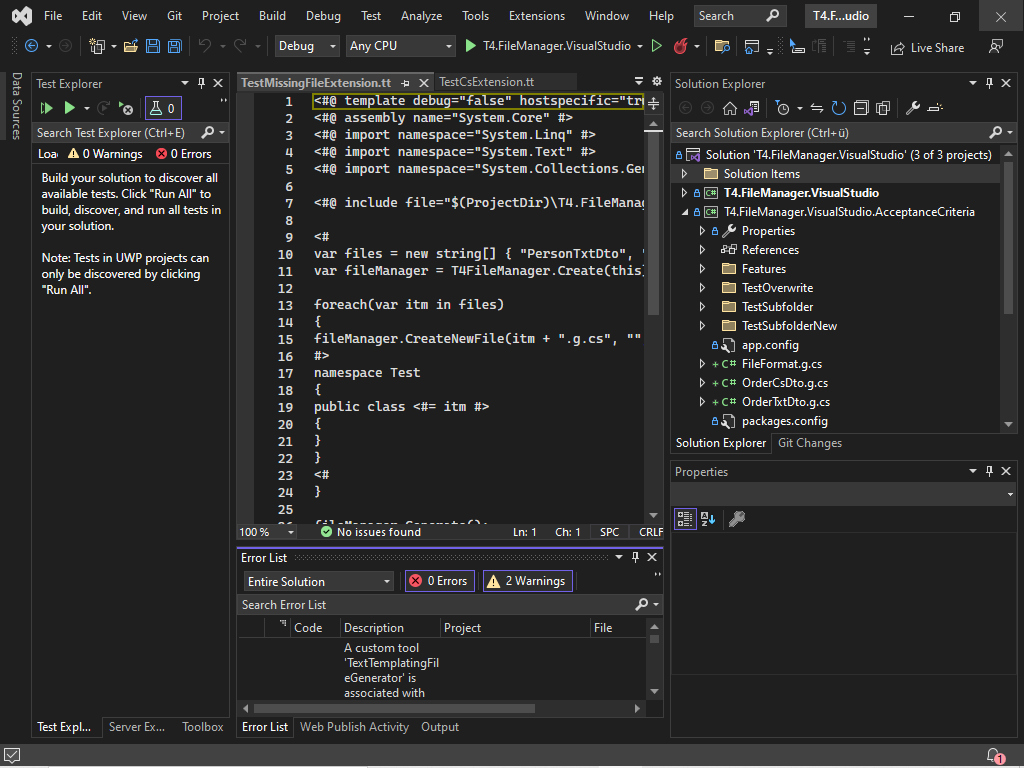 File Edit View Git Project Build Debug Test Analyze Tools Extensions Window Help Search T4.F...udio
Debug Any CPU T4.FileManager.VisualStudio Live Share
Data Sources
Test Explorer
0
Search Test Explorer (Ctrl+E)
0 Warnings 0 Errors
Build your solution to discover all
available tests. Click "Run All" to
build, discover, and run all tests in
your solution.
Note: Tests in UWP projects can
only be discovered by clicking
"Run All".
Test Expl... Server Ex... Toolbox
TestMissingFileExtension.tt TestCsExtension.tt
1 <#@ template debug="false" hostspecific="tr
2 <#@ assembly name="System.Core" #>
3 <#@ import namespace="System.Linq" #>
4 <#@ import namespace="System.Text" #>
5 <#@ import namespace="System.Collections.Ge
6
7 <#@ include file="$(ProjectDir)\T4.FileMana
8
9 <#
10 var files = new string[] { "PersonTxtDto",
11 var fileManager = T4FileManager.Create(this
12
13 foreach(var itm in files)
14 {
15 fileManager.CreateNewFile(itm + ".g.cs", ""
16 #>
17 namespace Test
18 {
19 public class <#= itm #>
20 {
21 }
22 }
23 <#
24 }
25
26 fileManager.Generate();
100 % No issues found Ln: 1 Ch: 1 SPC CRLF
Error List
Entire Solution 0 Errors 2 Warnings
Search Error List
Code Description Project File
A custom tool
'TextTemplatingFil
eGenerator' is
associated with
Error List Web Publish Activity Output
Solution Explorer
Search Solution Explorer (Ctrl+ü)
Solution 'T4.FileManager.VisualStudio' (3 of 3 projects)
Solution Items
C# T4.FileManager.VisualStudio
C# T4.FileManager.VisualStudio.AcceptanceCriteria
Properties
References
Features
TestOverwrite
TestSubfolder
TestSubfolderNew
app.config
+ C# FileFormat.g.cs
+ C# OrderCsDto.g.cs
+ C# OrderTxtDto.g.cs
packages.config
Solution Explorer Git Changes
Properties
1